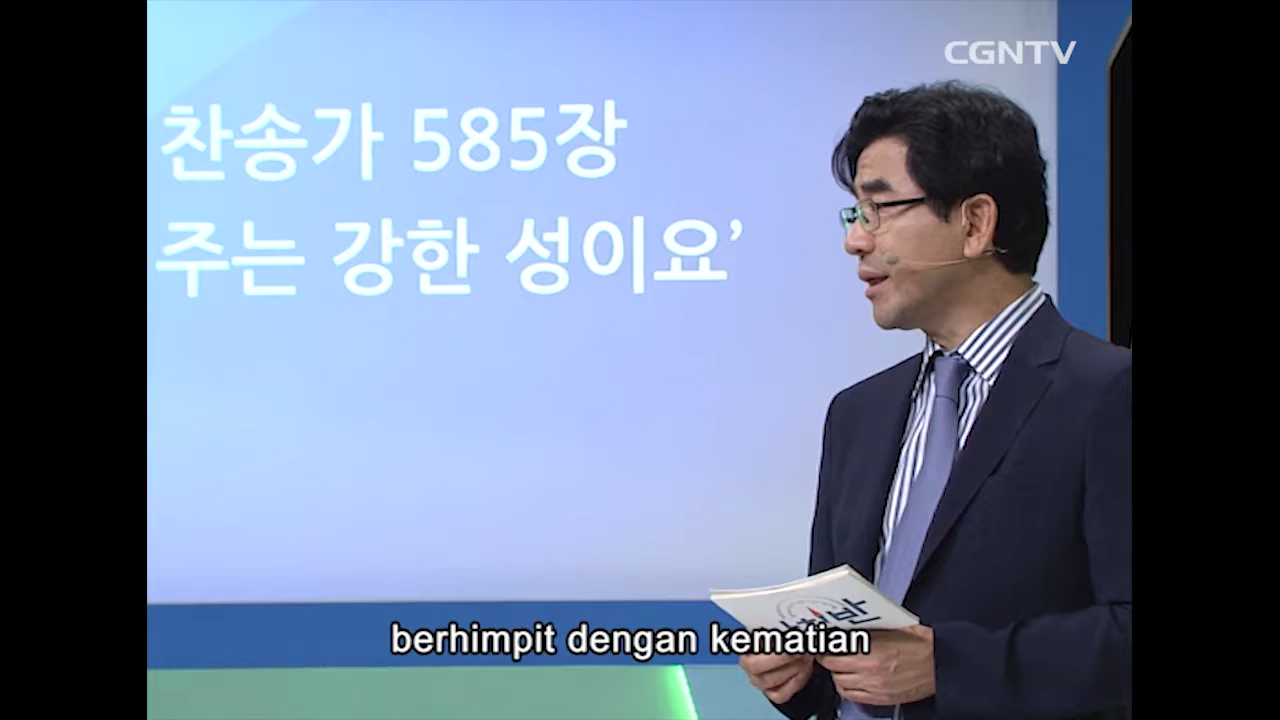 CGNTV
찬송가 585장
주는 강한 성이요’
berhimpit dengan kematian